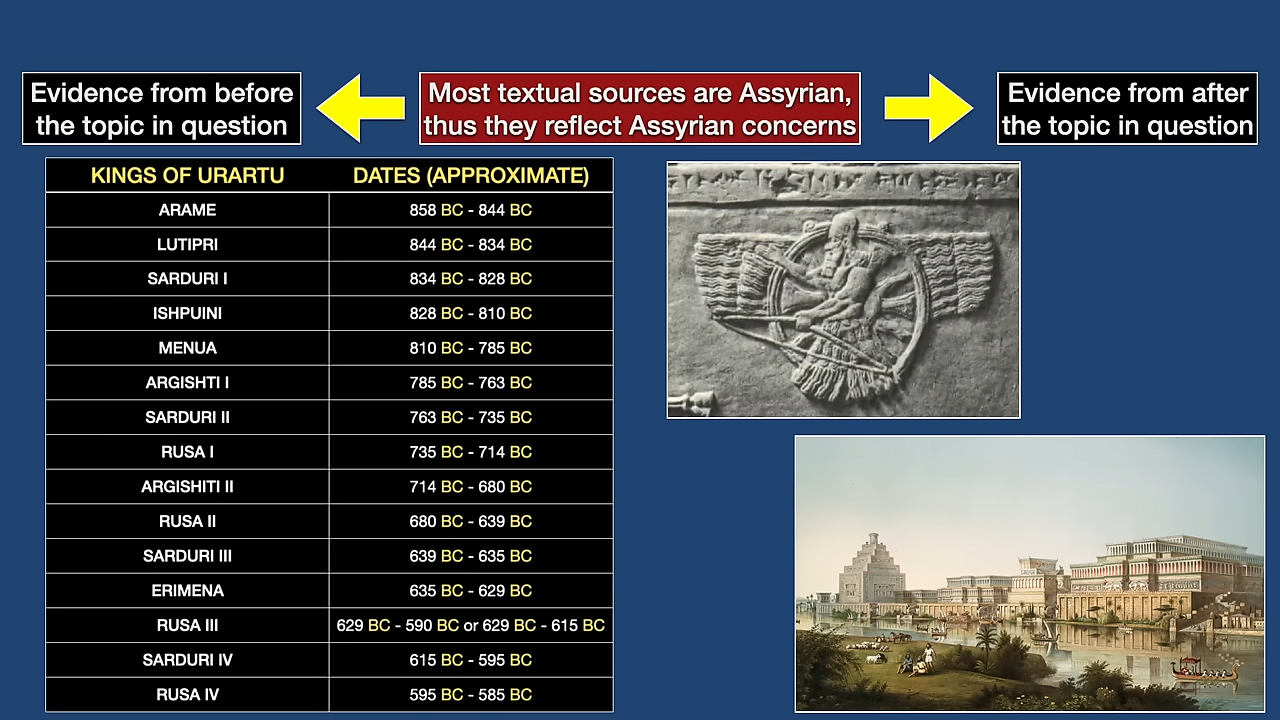 Evidence from before
the topic in question
Most textual sources are Assyrian,
thus they reflect Assyrian concerns
Evidence from after
the topic in question
KINGS OF URARTU DATES (APPROXIMATE)
ARAME 858 BC - 844 BC
LUTIPRI 844 BC - 834 BC
SARDURI I 834 BC - 828 BC
ISHPUINI 828 BC - 810 BC
MENUA 810 BC - 785 BC
ARGISHTI I 785 BC - 763 BC
SARDURI II 763 BC - 735 BC
RUSA I 735 BC - 714 BC
ARGISHITI II 714 BC - 680 BC
RUSA II 680 BC - 639 BC
SARDURI III 639 BC - 635 BC
ERIMENA 635 BC - 629 BC
RUSA III 629 BC - 590 BC or 629 BC - 615 BC
SARDURI IV 615 BC - 595 BC
RUSA IV 595 BC - 585 BC